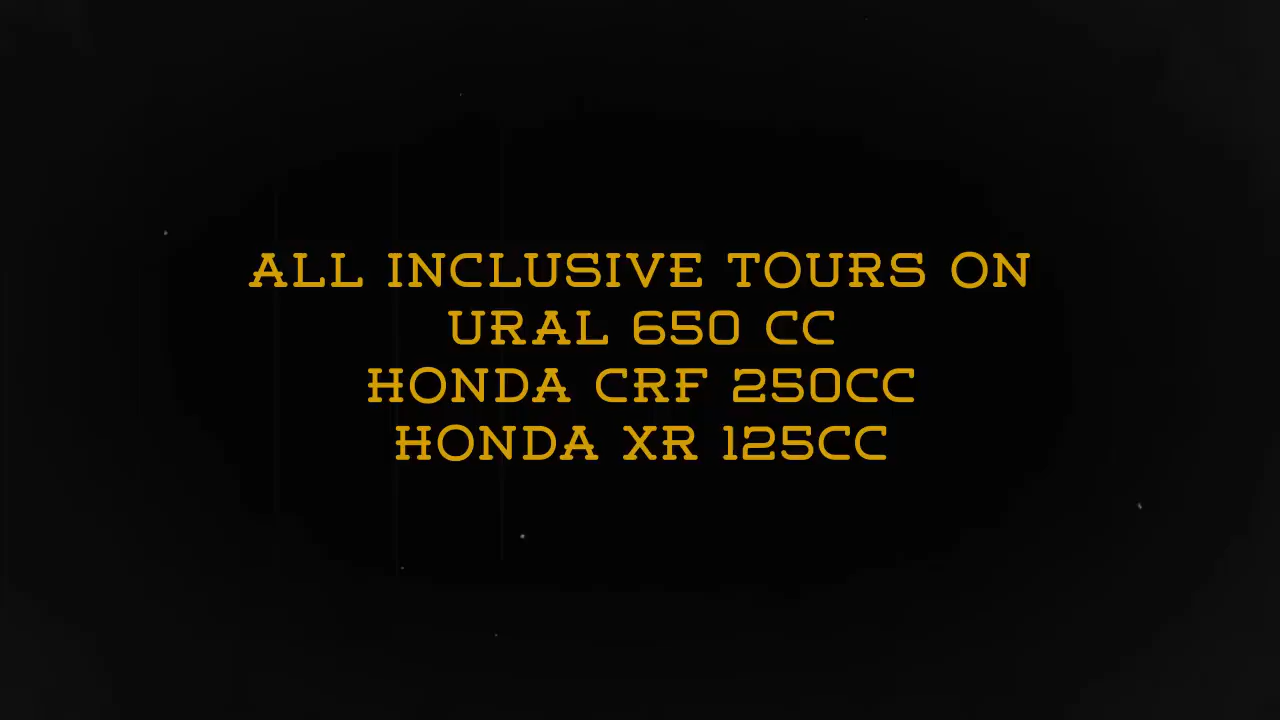 ALL INCLUSIVE TOURS ON
URAL 650 CC
HONDA CRF 250CC
HONDA XR 125CC